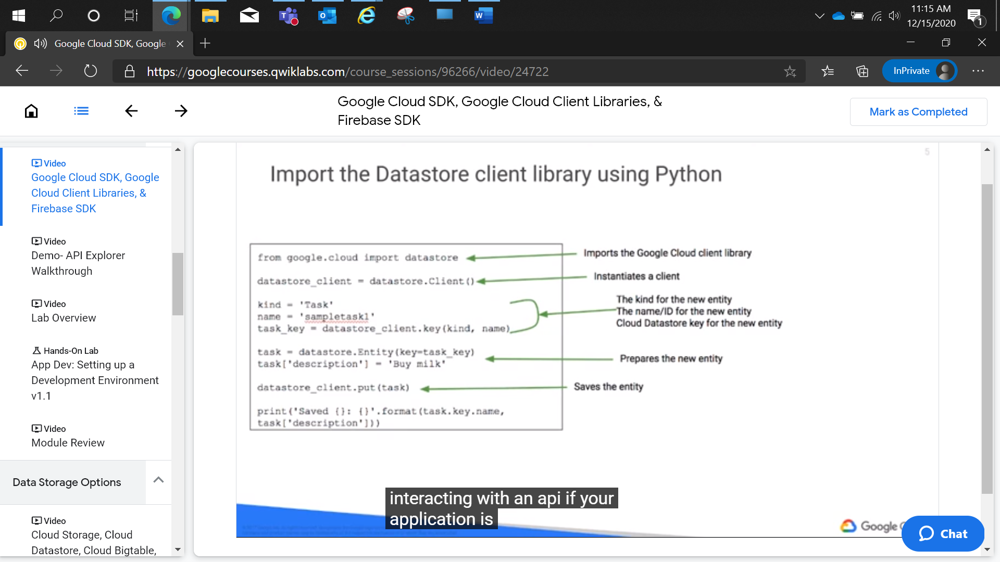 11:15 AM
12/15/2020
1
Google Cloud SDK, Google
https://googlecourses.qwiklabs.com/course_sessions/96266/video/24722
InPrivate
Google Cloud SDK, Google Cloud Client Libraries, &
Firebase SDK
Mark as Completed
Video
Google Cloud SDK, Google
Cloud Client Libraries, &
Firebase SDK
Video
Demo- API Explorer
Walkthrough
Video
Lab Overview
Hands-On Lab
App Dev: Setting up a
Development Environment
v1.1
Video
Module Review
Data Storage Options
Video
Cloud Storage, Cloud
Datastore, Cloud Bigtable,
5
Import the Datastore client library using Python
from google.cloud import datastore
Imports the Google Cloud client library
datastore_client = datastore.Client()
Instantiates a client
kind = 'Task'
name = 'sampletask1'
task_key = datastore_client.key(kind, name)
The kind for the new entity
The name/ID for the new entity
Cloud Datastore key for the new entity
task = datastore.Entity(key=task_key)
task['description'] = 'Buy milk'
Prepares the new entity
datastore_client.put(task)
Saves the entity
print('Saved {}: {}'.format(task.key.name,
task['description']))
interacting with an api if your
application is
Google
Chat